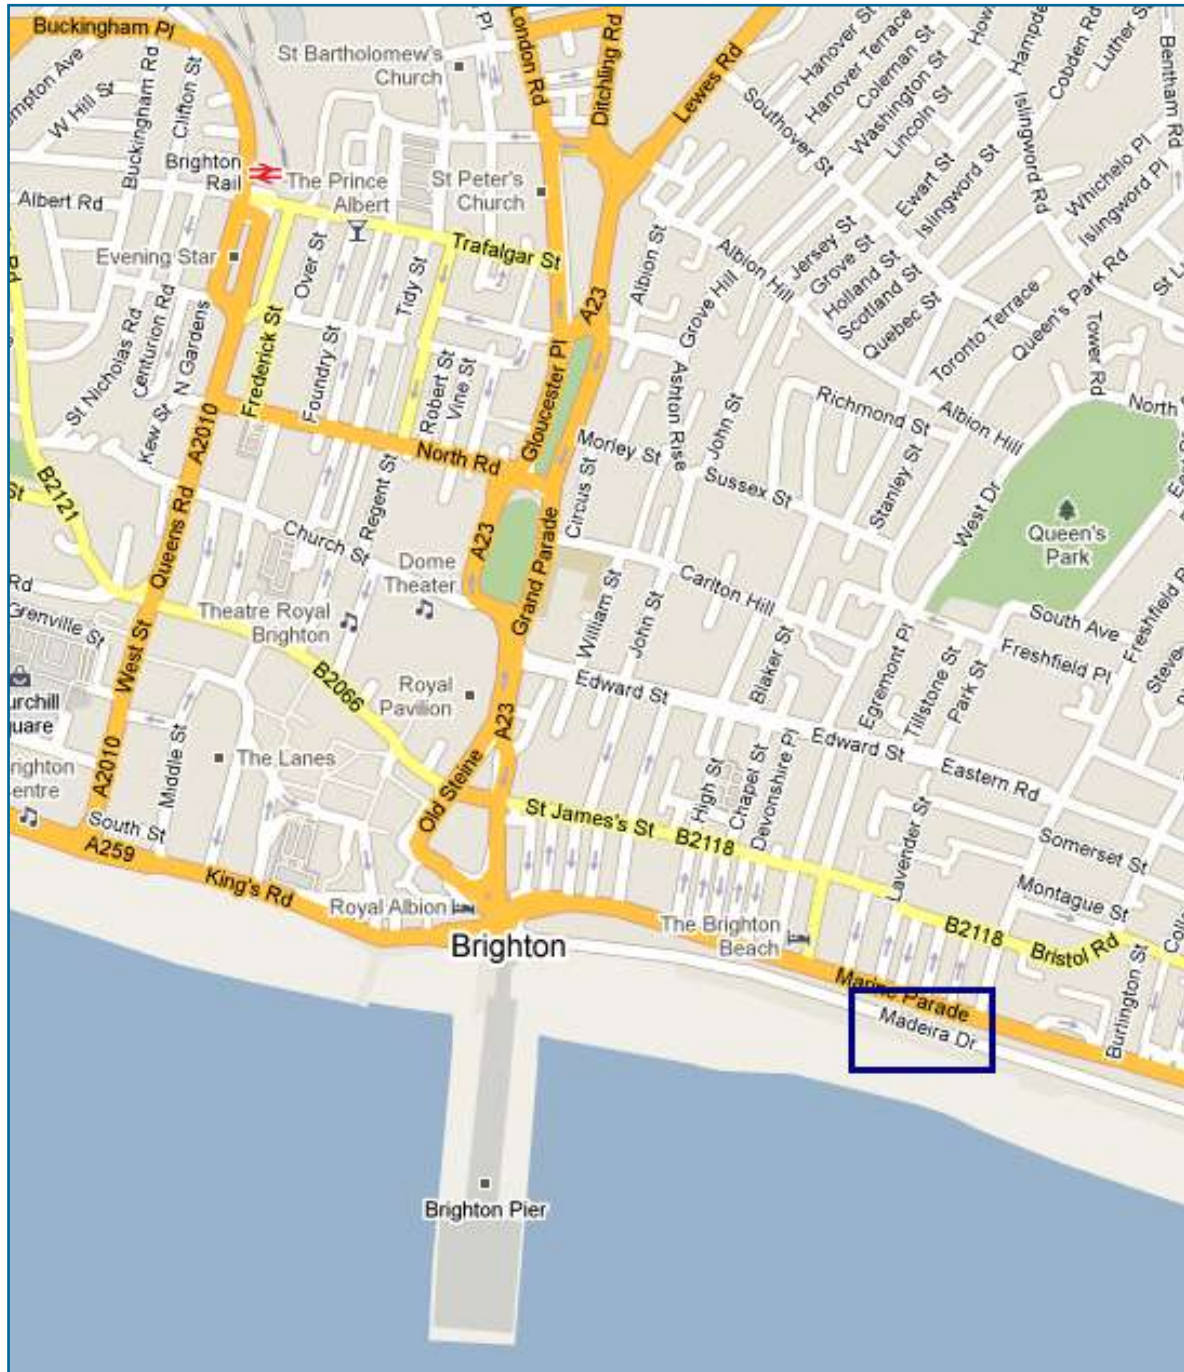 Buckingham Pl
London Rd
Ditchling Rd
Lewes Rd
Hanover St
Hanover Terrace
Coleman St
Washington St
Lincoln St
Islingword Rd
Cobden Rd
Luther St
Bentham Rd
W Hill St
Buckingham Rd
Clifton St
St Bartholomew's
Church
Southover St
Ewart St
Islingword St
Whichelo Pl
Islingword Pl
Brighton
Rail
The Prince
Albert
St Peter's
Church
Albert Rd
Evening Star
Trafalgar St
Over St
Tidy St
A23
Albion St
Grove Hill
Albion Hill
Jersey St
Grove St
Holland St
Scotland St
Quebec St
Toronto Terrace
Queen's Park Rd
Tower Rd
St Nicholas Rd
Centurion Rd
N Gardens
Frederick St
Foundry St
Robert St
Vine St
Gloucester Pl
Ashton Rise
John St
Richmond St
Albion Hill
North
Kew St
A2010
North Rd
Morley St
Circus St
Sussex St
Stanley St
West Dr
Queen's
Park
B2121
St
Queens Rd
Church St
Regent St
A23
Dome
Theater
Grand Parade
Carlton Hill
South Ave
Freshfield Pl
Freshfield Rd
Rd
Grenville St
Theatre Royal
Brighton
William St
John St
Blaker St
Egremont Pl
Tillstone St
Park St
West St
B2066
Royal
Pavilion
Edward St
Edward St
Eastern Rd
The Lanes
A2010
Middle St
A23
Old Steine
High St
Chapel St
Devonshire Pl
South St
St James's St
B2118
Lavender St
Somerset St
A259
King's Rd
Royal Albion
Montague St
The Brighton
Beach
B2118
Bristol Rd
Burlington St
Brighton
Marine Parade
Madeira Dr
Brighton Pier